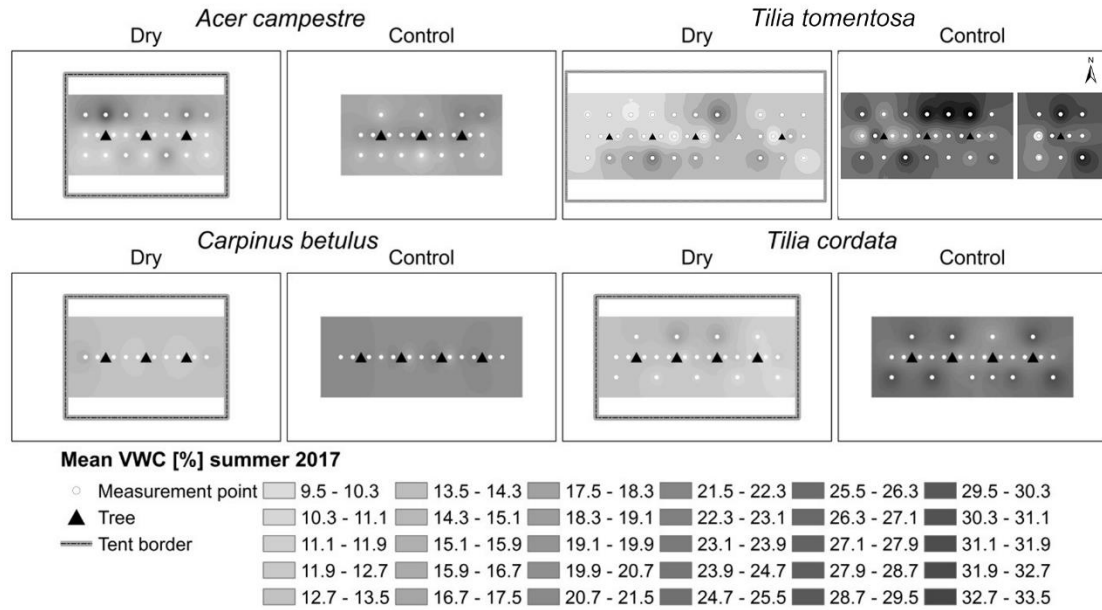 Acer campestre
Tilia tomentosa
Dry
Control
Dry
Control
N
Carpinus betulus
Tilia cordata
Dry
Control
Dry
Control
Mean VWC [%] summer 2017
Measurement point 9.5 - 10.3 13.5 - 14.3 17.5 - 18.3 21.5 - 22.3 25.5 - 26.3 29.5 - 30.3
Tree 10.3 - 11.1 14.3 - 15.1 18.3 - 19.1 22.3 - 23.1 26.3 - 27.1 30.3 - 31.1
Tent border 11.1 - 11.9 15.1 - 15.9 19.1 - 19.9 23.1 - 23.9 27.1 - 27.9 31.1 - 31.9
11.9 - 12.7 15.9 - 16.7 19.9 - 20.7 23.9 - 24.7 27.9 - 28.7 31.9 - 32.7
12.7 - 13.5 16.7 - 17.5 20.7 - 21.5 24.7 - 25.5 28.7 - 29.5 32.7 - 33.5